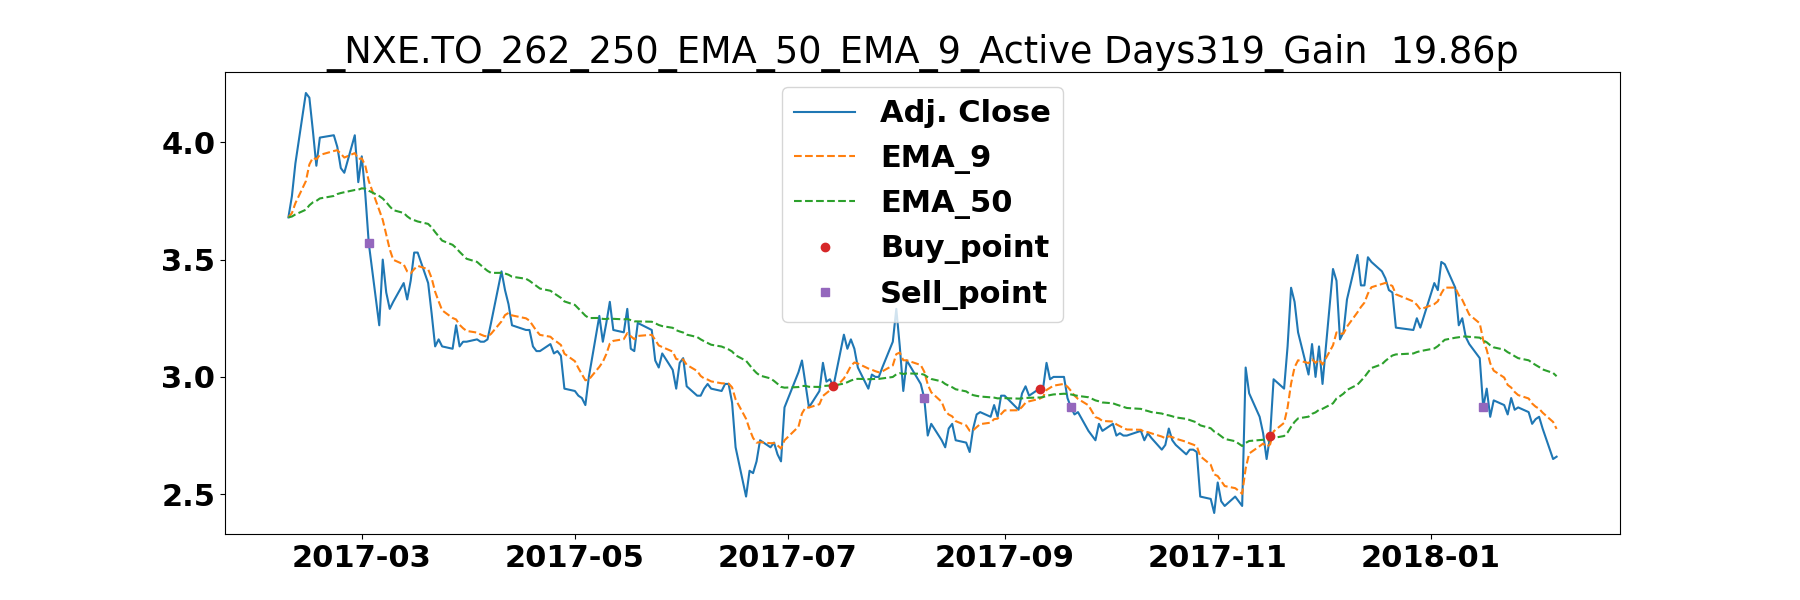 _NXE.TO_262_250_EMA_50_EMA_9_Active Days319_Gain  19.86p
Adj. Close
EMA_9
EMA_50
Buy_point
Sell_point
4.0
3.5
3.0
2.5
2017-03 2017-05 2017-07 2017-09 2017-11 2018-01